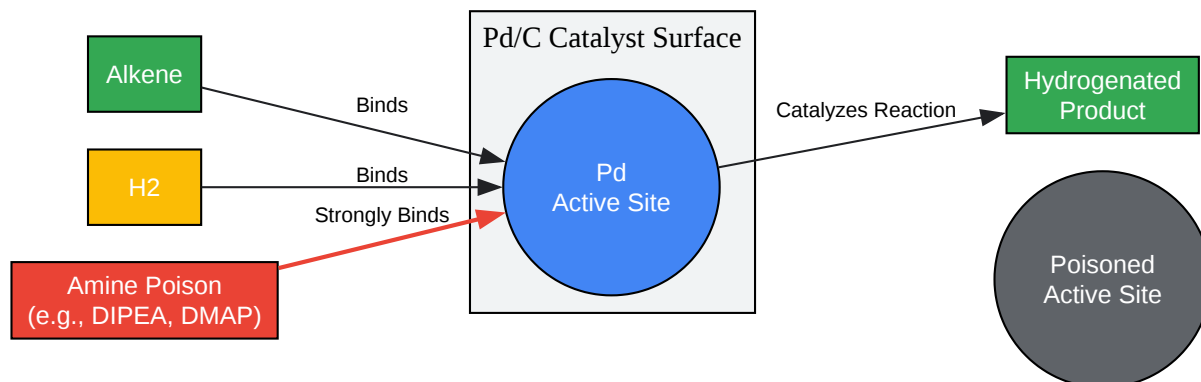 Pd/C Catalyst Surface
Alkene
Binds
Hydrogenated
Product
Catalyzes Reaction
H2
Binds
Pd
Active Site
Strongly Binds
Amine Poison
(e.g., DIPEA, DMAP)
Poisoned
Active Site